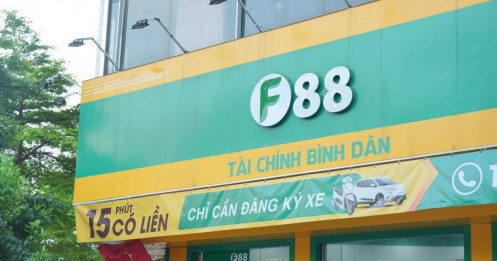 F88
TÀI CHÍNH BÌNH DÂN
15 PHÚT
CÓ LIỀN
CHỈ CẦN ĐĂNG KÝ XE
F88